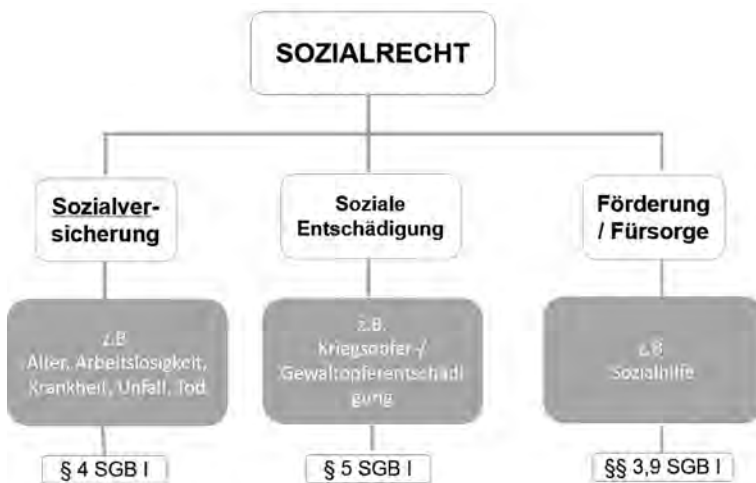 SOZIALRECHT
Sozialver-
sicherung
z.B
Alter, Arbeitslosigkeit,
Krankheit, Unfall, Tod
§ 4 SGB I
Soziale
Entschädigung
z.B.
Kriegsopfer-/
Gewaltopferentschädi
gung
§ 5 SGB I
Förderung
/ Fürsorge
z.B
Sozialhilfe
§§ 3,9 SGB I